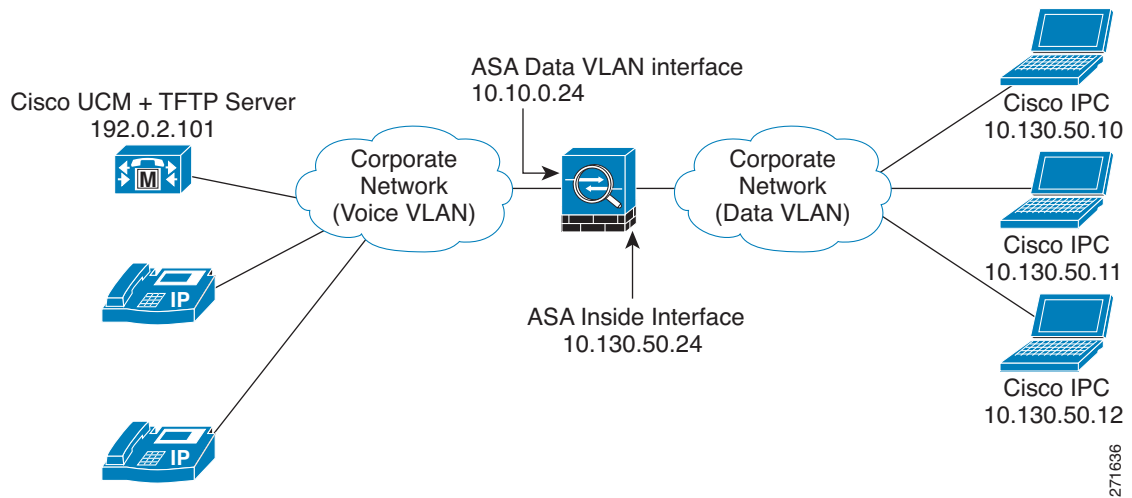 ASA Data VLAN interface
10.10.0.24
Cisco UCM + TFTP Server
192.0.2.101
M
Corporate
Network
(Voice VLAN)
Corporate
Network
(Data VLAN)
Cisco IPC
10.130.50.10
Cisco IPC
10.130.50.11
IP
ASA Inside Interface
10.130.50.24
Cisco IPC
10.130.50.12
IP
271636